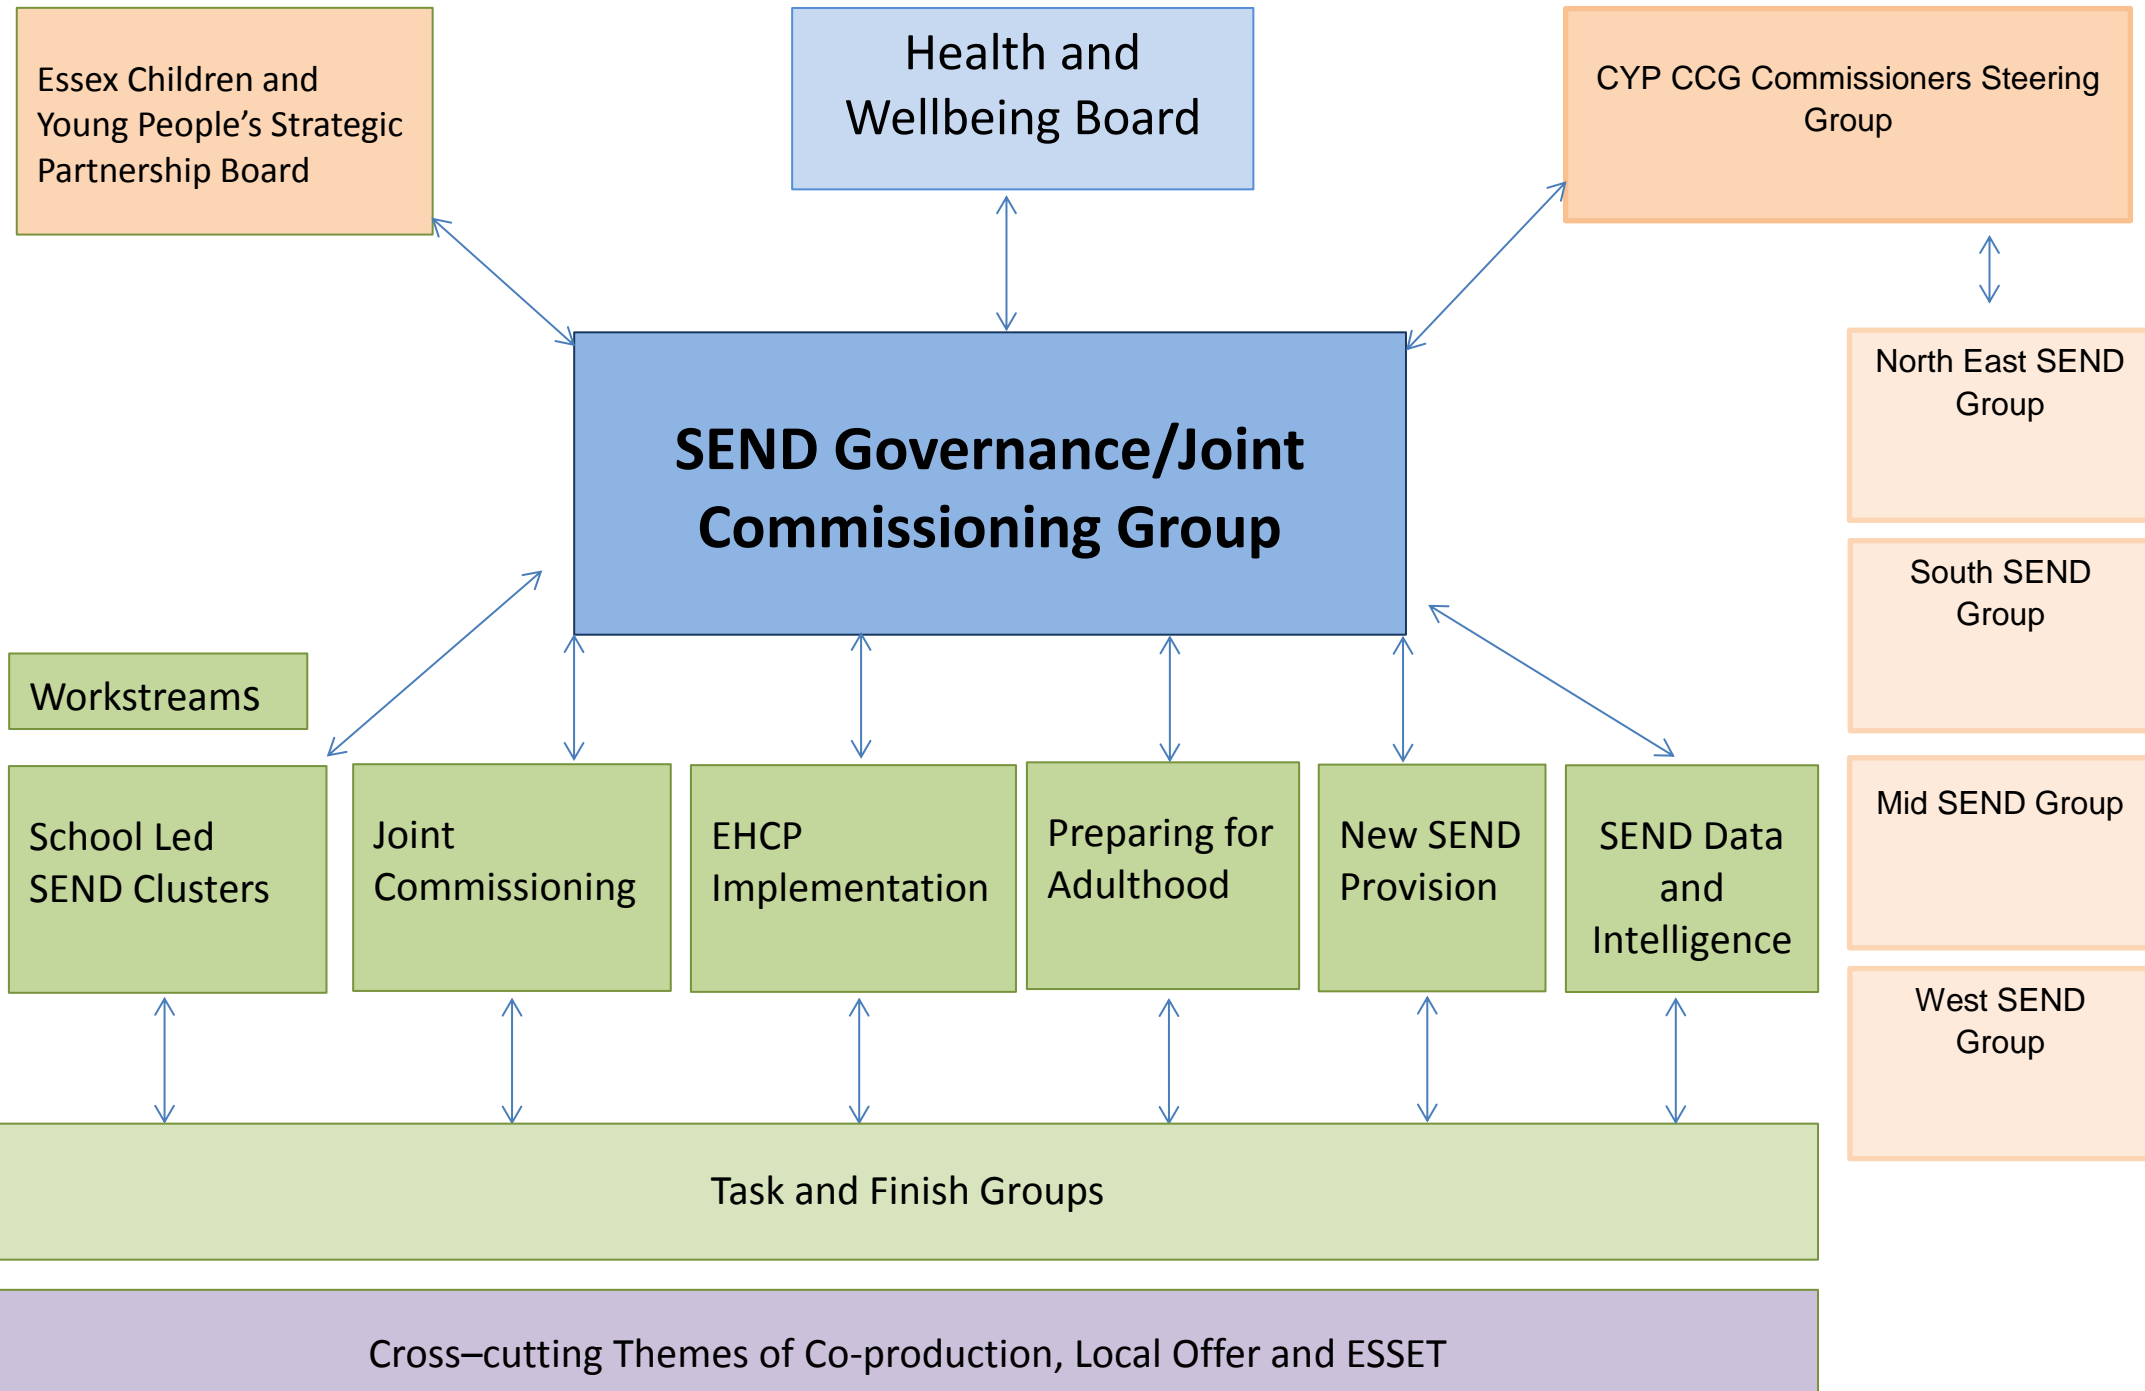 Essex Children and
Young People’s Strategic
Partnership Board
Health and
Wellbeing Board
CYP CCG Commissioners Steering
Group
SEND Governance/Joint
Commissioning Group
North East SEND
Group
South SEND
Group
Mid SEND Group
West SEND
Group
Workstreams
School Led
SEND Clusters
Joint
Commissioning
EHCP
Implementation
Preparing for
Adulthood
New SEND
Provision
SEND Data
and
Intelligence
Task and Finish Groups
Cross–cutting Themes of Co-production, Local Offer and ESSET